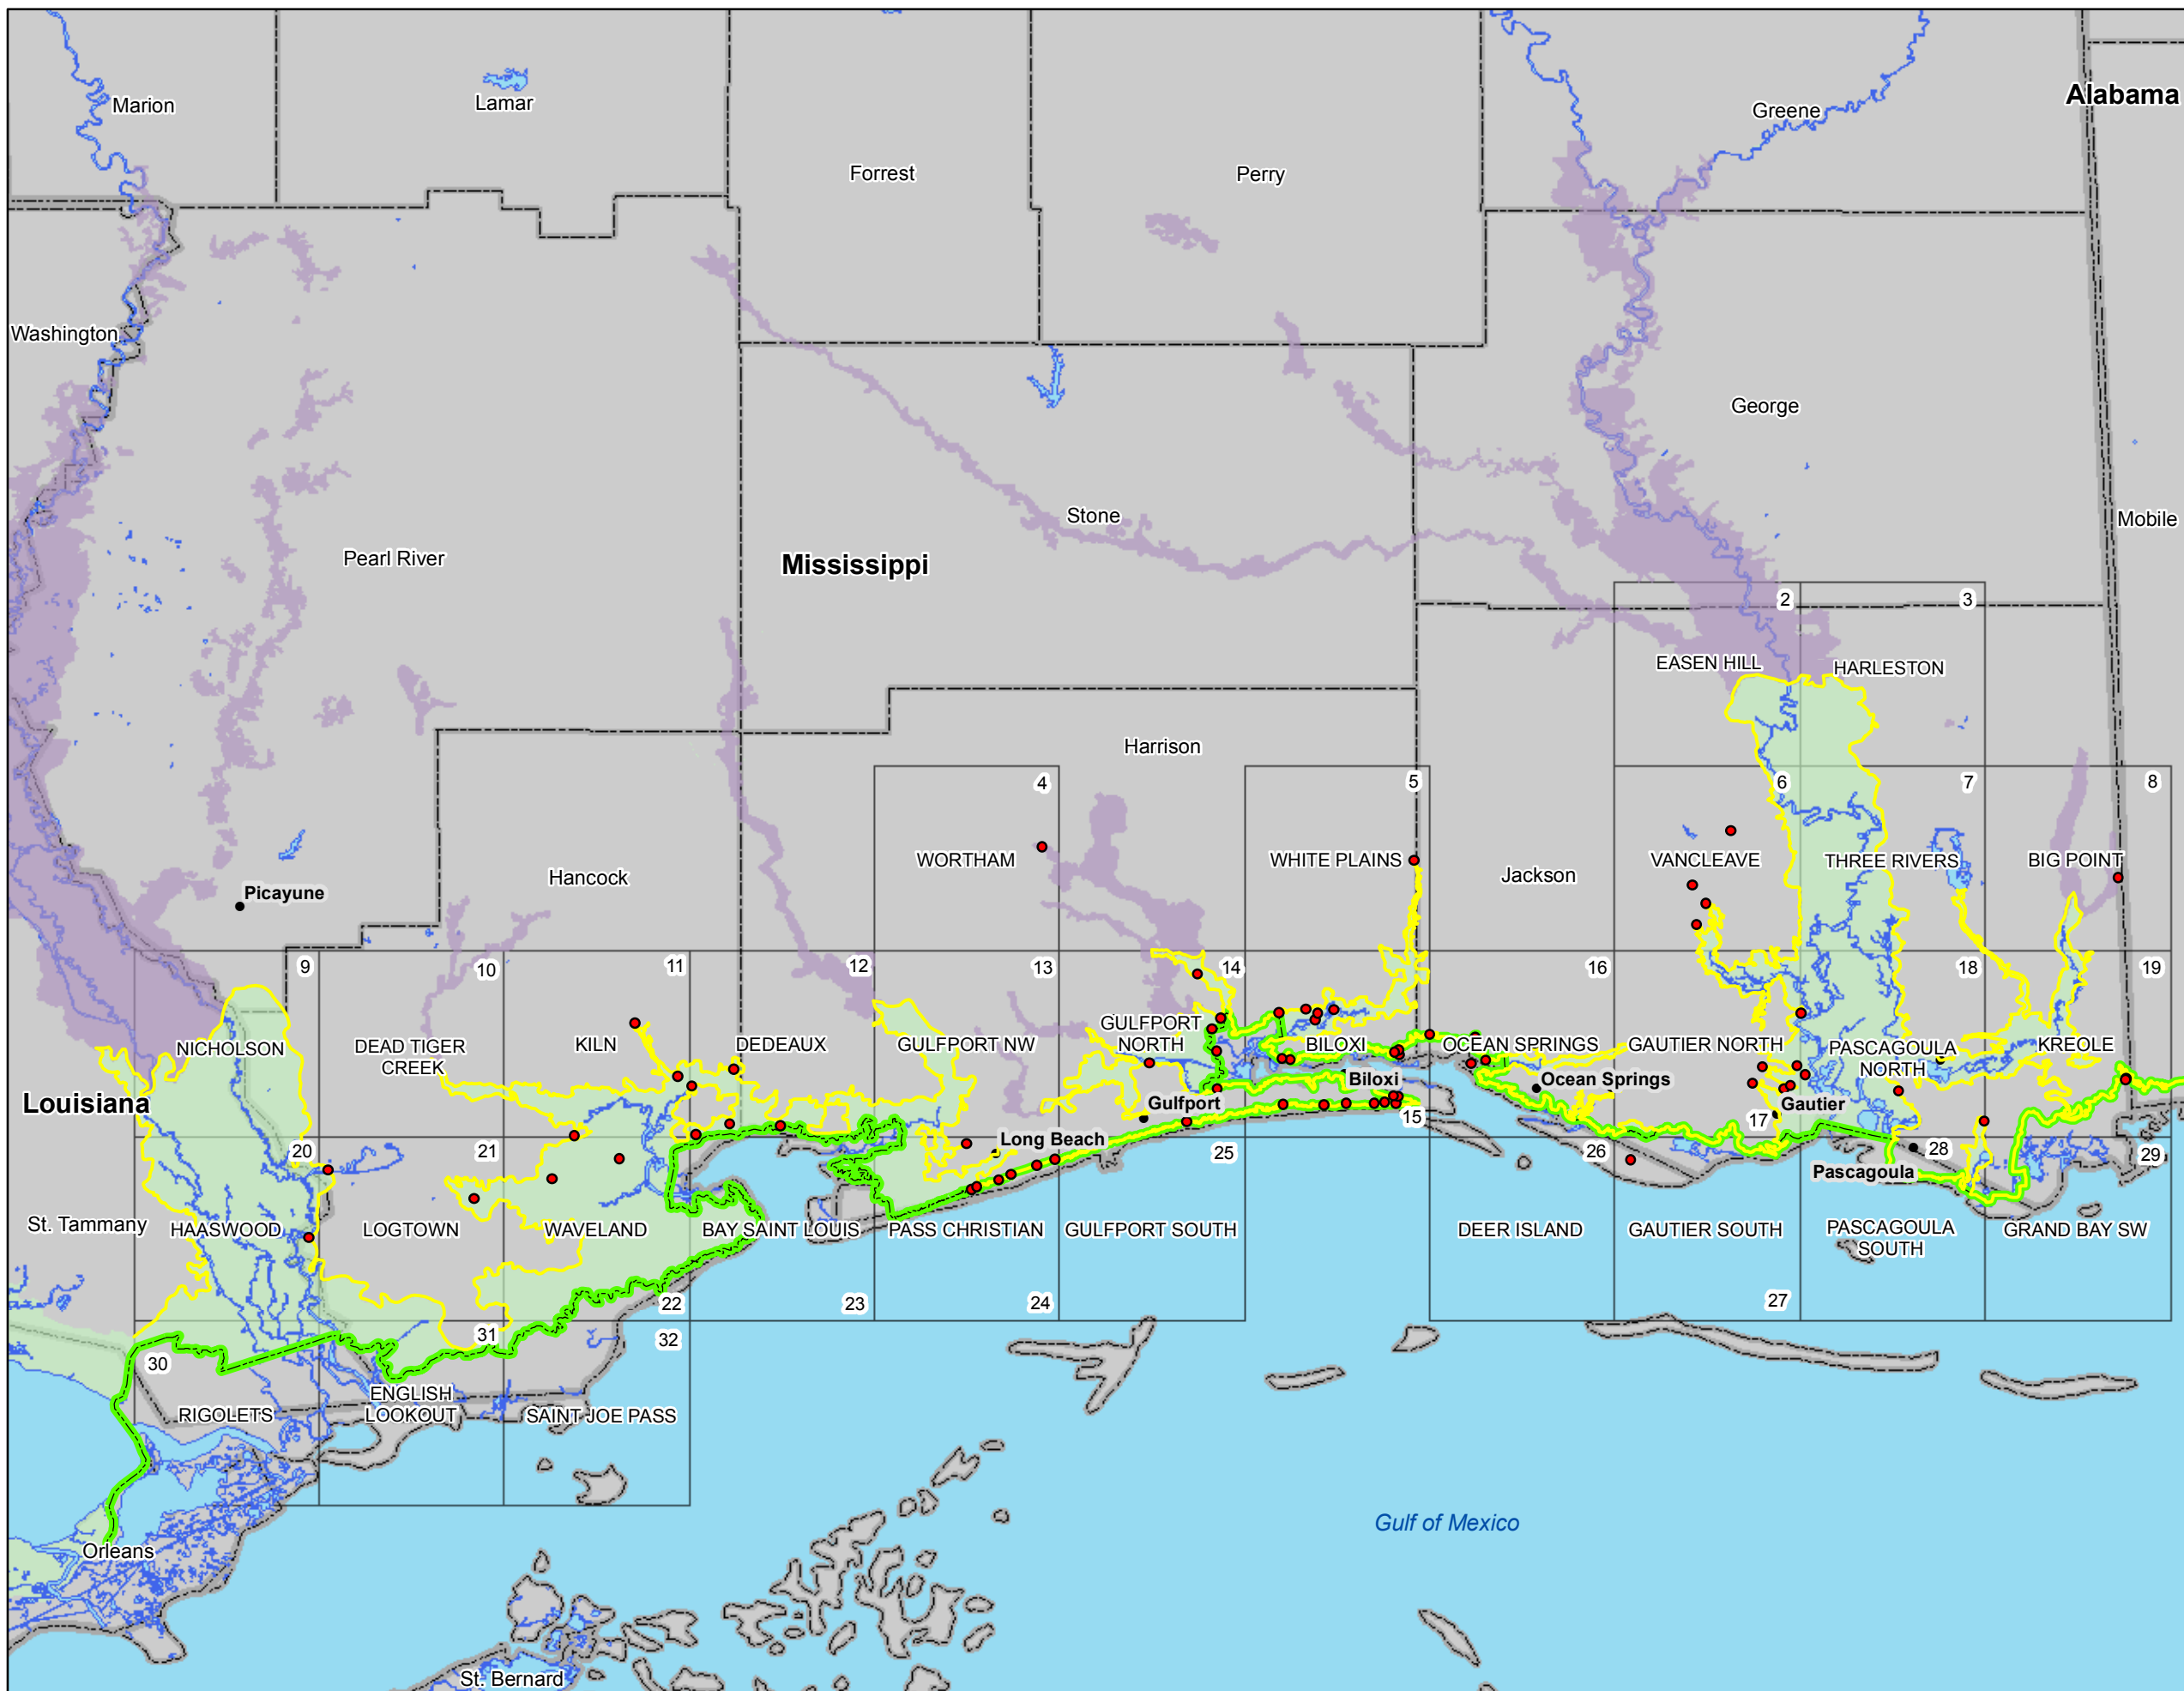 Alabama
Marion
Lamar
Greene
Forrest
Perry
Washington
George
Stone
Mobile
Pearl River
Mississippi
2
3
EASEN HILL
HARLESTON
Harrison
4
5
6
7
8
WORTHAM
WHITE PLAINS
VANCLEAVE
THREE RIVERS
BIG POINT
Hancock
Jackson
Picayune
9
10
11
12
13
14
16
18
19
NICHOLSON
DEAD TIGER
CREEK
KILN
DEDEAUX
GULFPORT NW
GULFPORT
NORTH
BILOXI
OCEAN SPRINGS
GAUTIER NORTH
PASCAGOULA
NORTH
KREOLE
Biloxi
Ocean Springs
Louisiana
Gulfport
Gautier
15
17
Long Beach
20
21
25
26
28
29
Pascagoula
St. Tammany
HAASWOOD
LOGTOWN
WAVELAND
BAY SAINT LOUIS
PASS CHRISTIAN
GULFPORT SOUTH
DEER ISLAND
GAUTIER SOUTH
PASCAGOULA
SOUTH
GRAND BAY SW
22
23
24
27
30
31
32
RIGOLETS
ENGLISH
LOOKOUT
SAINT JOE PASS
Gulf of Mexico
Orleans
St. Bernard